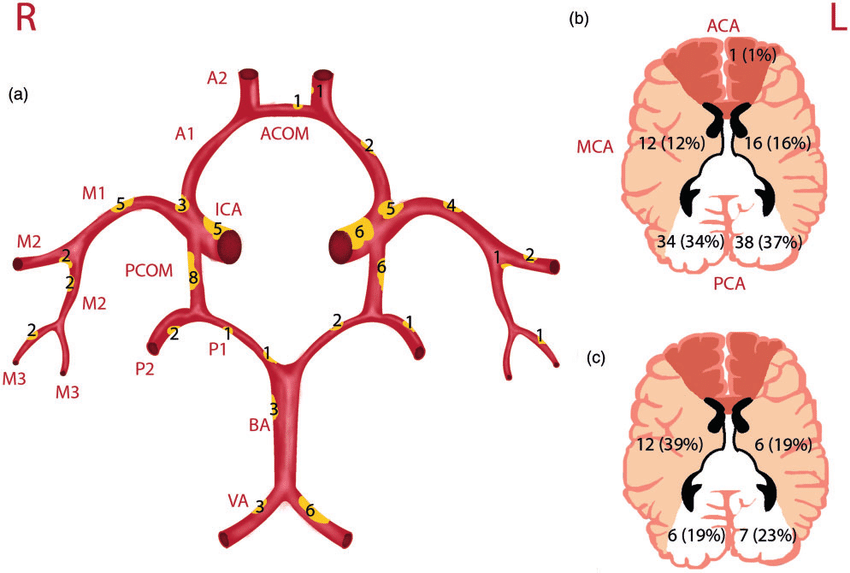 R
L
(a)
A2
1
1
A1
ACOM
2
M1
5
3
ICA
5
6
5
4
M2
2
PCOM
8
6
1
2
2
M2
2
M3
M3
2
P2
P1
1
1
2
1
1
BA
3
VA
3
6
(b)
ACA
1 (1%)
MCA
12 (12%)
16 (16%)
34 (34%)
38 (37%)
PCA
(c)
12 (39%)
6 (19%)
6 (19%)
7 (23%)